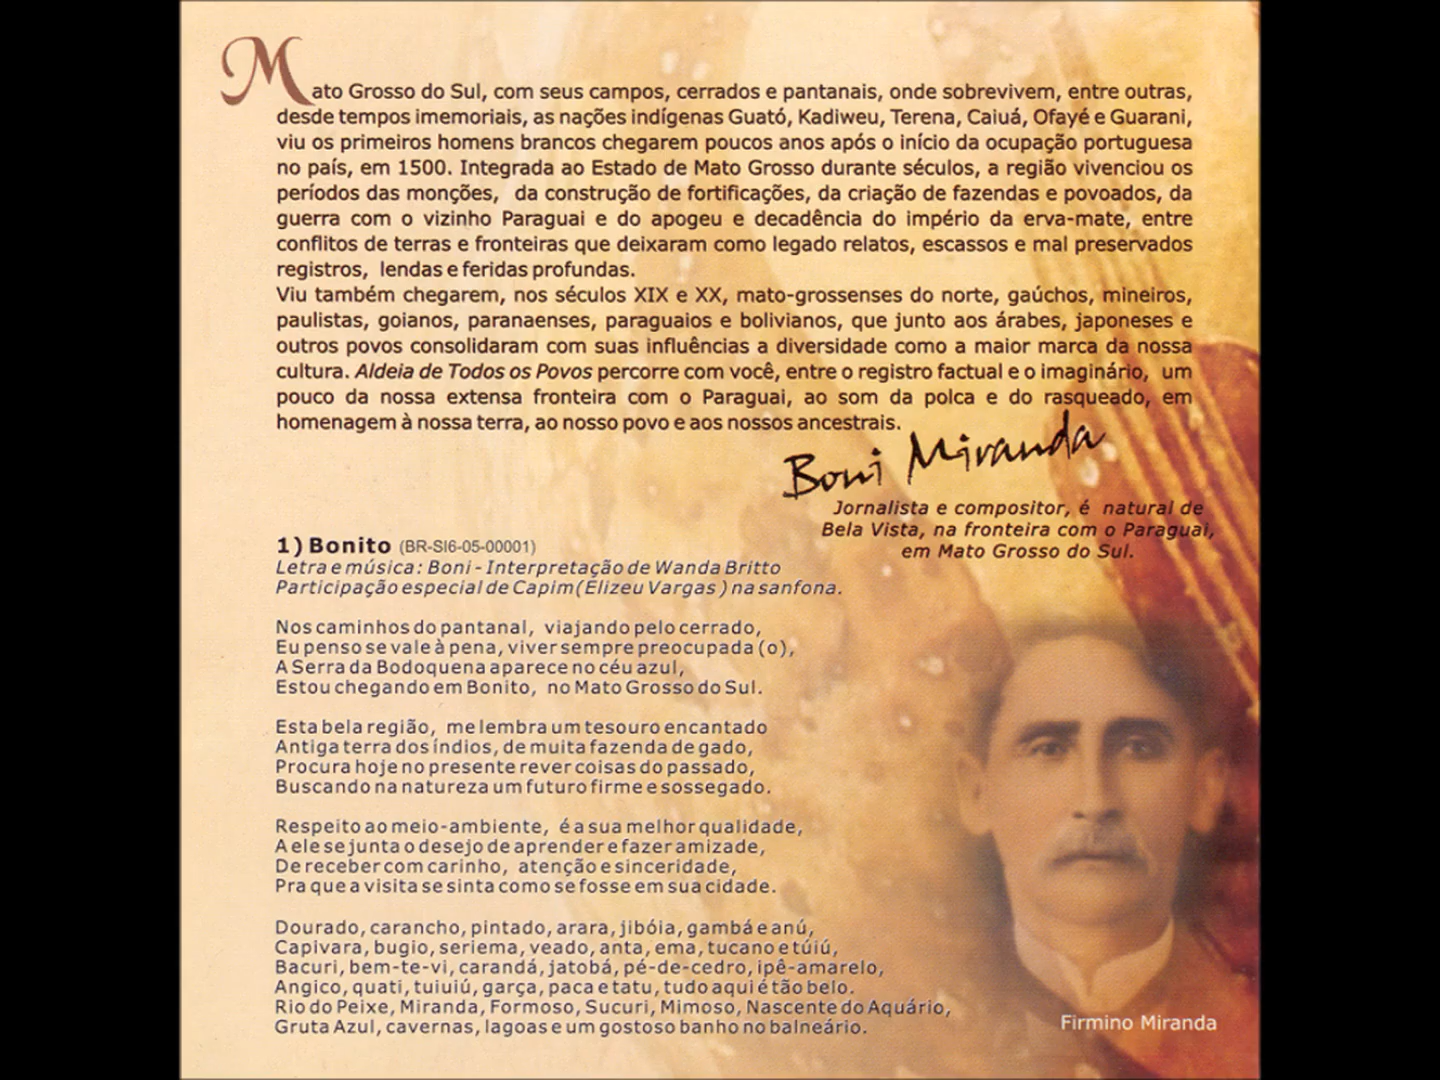 Mato Grosso do Sul, com seus campos, cerrados e pantanais, onde sobrevivem, entre outras,
desde tempos imemoriais, as nações indígenas Guató, Kadiweu, Terena, Caiuá, Ofayé e Guarani,
viu os primeiros homens brancos chegarem poucos anos após o início da ocupação portuguesa
no país, em 1500. Integrada ao Estado de Mato Grosso durante séculos, a região vivenciou os
períodos das monções, da construção de fortificações, da criação de fazendas e povoados, da
guerra com o vizinho Paraguai e do apogeu e decadência do império da erva-mate, entre
conflitos de terras e fronteiras que deixaram como legado relatos, escassos e mal preservados
registros, lendas e feridas profundas.
Viu também chegarem, nos séculos XIX e XX, mato-grossenses do norte, gaúchos, mineiros,
paulistas, goianos, paranaenses, paraguaios e bolivianos, que junto aos árabes, japoneses e
outros povos consolidaram com suas influências a diversidade como a maior marca da nossa
cultura. Aldeia de Todos os Povos percorre com você, entre o registro factual e o imaginário, um
pouco da nossa extensa fronteira com o Paraguai, ao som da polca e do rasqueado, em
homenagem à nossa terra, ao nosso povo e aos nossos ancestrais.
Boni Miranda
Jornalista e compositor, é natural de
Bela Vista, na fronteira com o Paraguai,
em Mato Grosso do Sul.
1) Bonito (BR-SI6-05-00001)
Letra e música: Boni - Interpretação de Wanda Britto
Participação especial de Capim(Elizeu Vargas ) na sanfona.
Nos caminhos do pantanal, viajando pelo cerrado,
Eu penso se vale à pena, viver sempre preocupada (o),
A Serra da Bodoquena aparece no céu azul,
Estou chegando em Bonito, no Mato Grosso do Sul.
Esta bela região, me lembra um tesouro encantado
Antiga terra dos índios, de muita fazenda de gado,
Procura hoje no presente rever coisas do passado,
Buscando na natureza um futuro firme e sossegado.
Respeito ao meio-ambiente, é a sua melhor qualidade,
A ele se junta o desejo de aprender e fazer amizade,
De receber com carinho, atenção e sinceridade,
Pra que a visita se sinta como se fosse em sua cidade.
Dourado, carancho, pintado, arara, jibóia, gambá e anú,
Capivara, bugio, seriema, veado, anta, ema, tucano e túiú,
Bacuri, bem-te-vi, carandá, jatobá, pé-de-cedro, ipê-amarelo,
Angico, quati, tuiuiú, garça, paca e tatu, tudo aqui é tão belo.
Rio do Peixe, Miranda, Formoso, Sucuri, Mimoso, Nascente do Aquário,
Gruta Azul, cavernas, lagoas e um gostoso banho no balneário.
Firmino Miranda